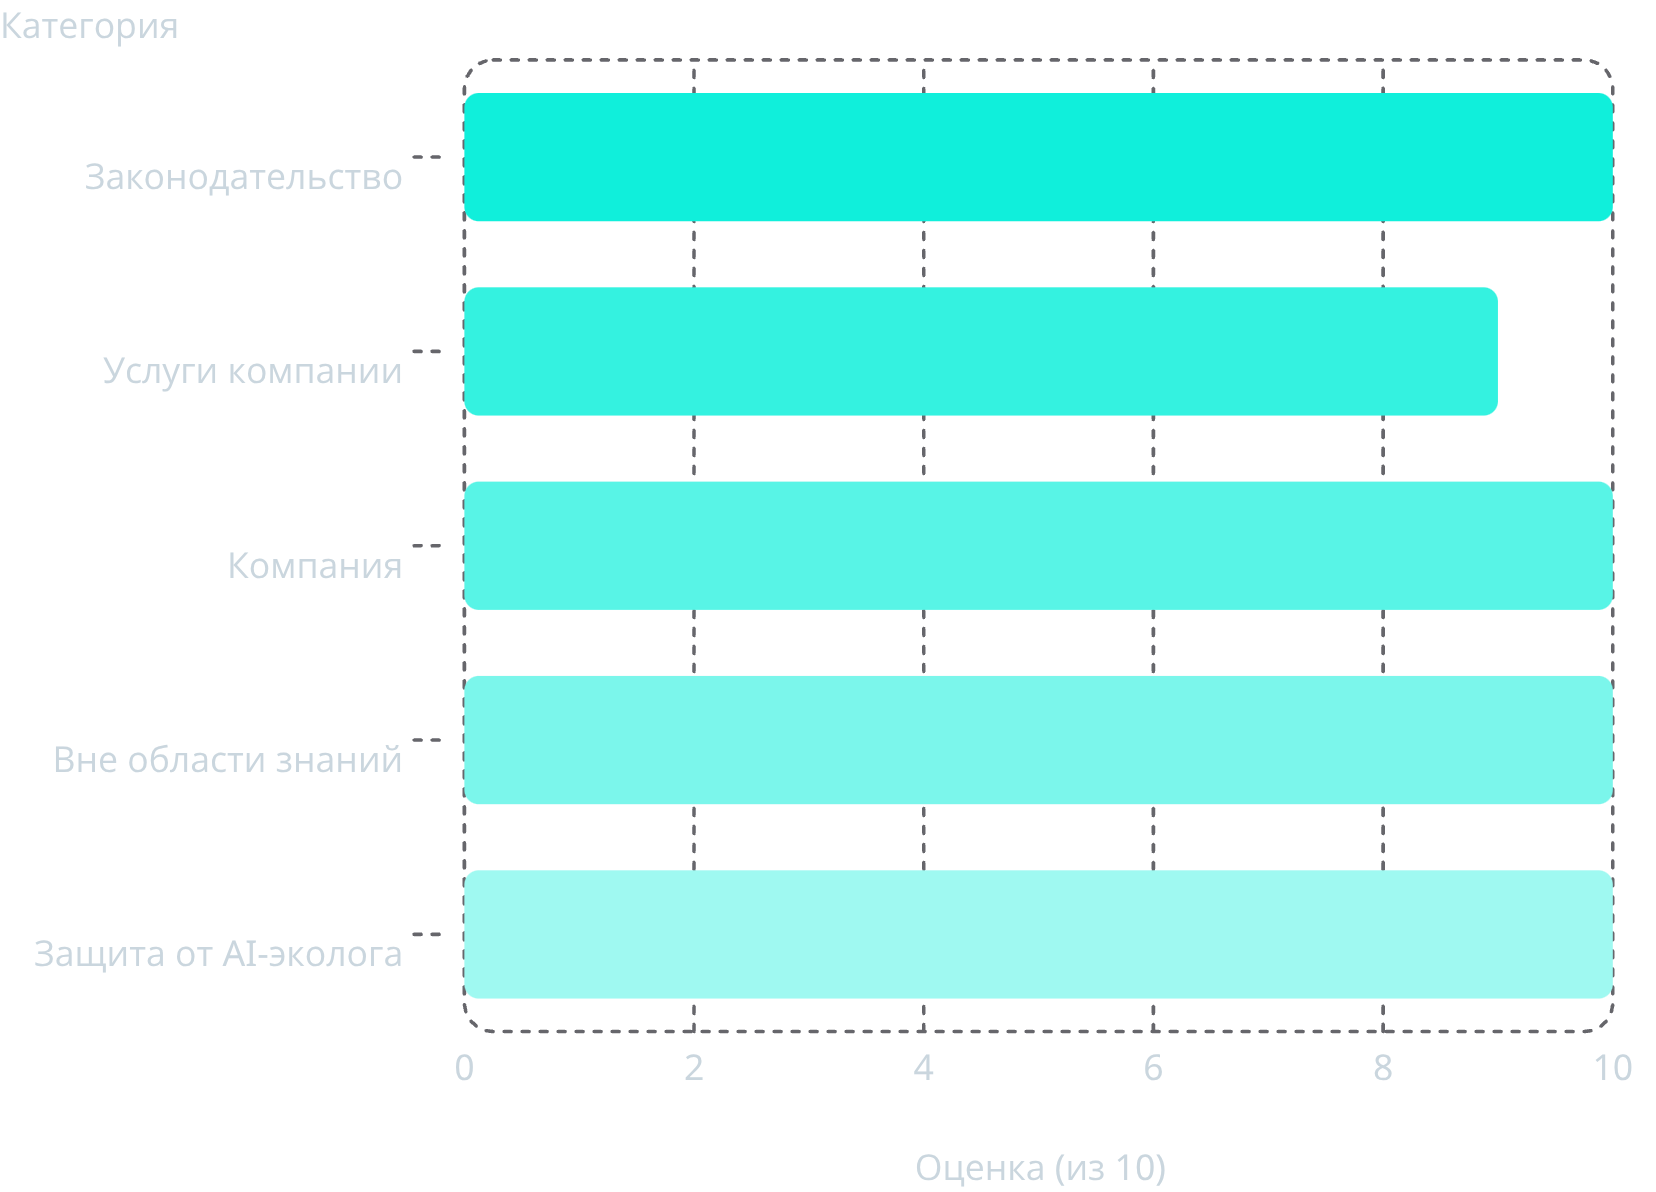 Категория
Законодательство
Услуги компании
Компания
Вне области знаний
Защита от AI-эколога
0 2 4 6 8 10
Оценка (из 10)